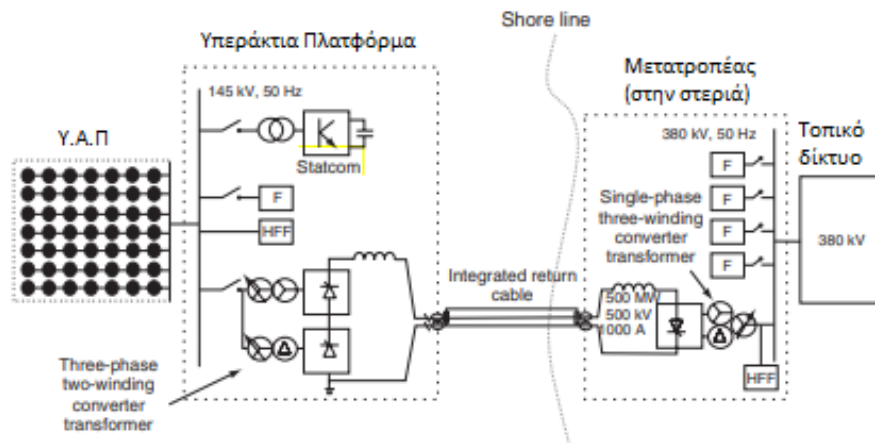 Shore line
Υπεράκτια Πλατφόρμα
Μετατροπέας
(στην στεριά)
145 kV, 50 Hz
380 kV, 50 Hz
Τοπικό
δίκτυο
Υ.Α.Π
Statcom
F
HFF
F
F
F
F
Single-phase
three-winding
converter
transformer
380 kV
Integrated return
cable
500 MW
500 kV
1000 A
Three-phase
two-winding
converter
transformer
HFF